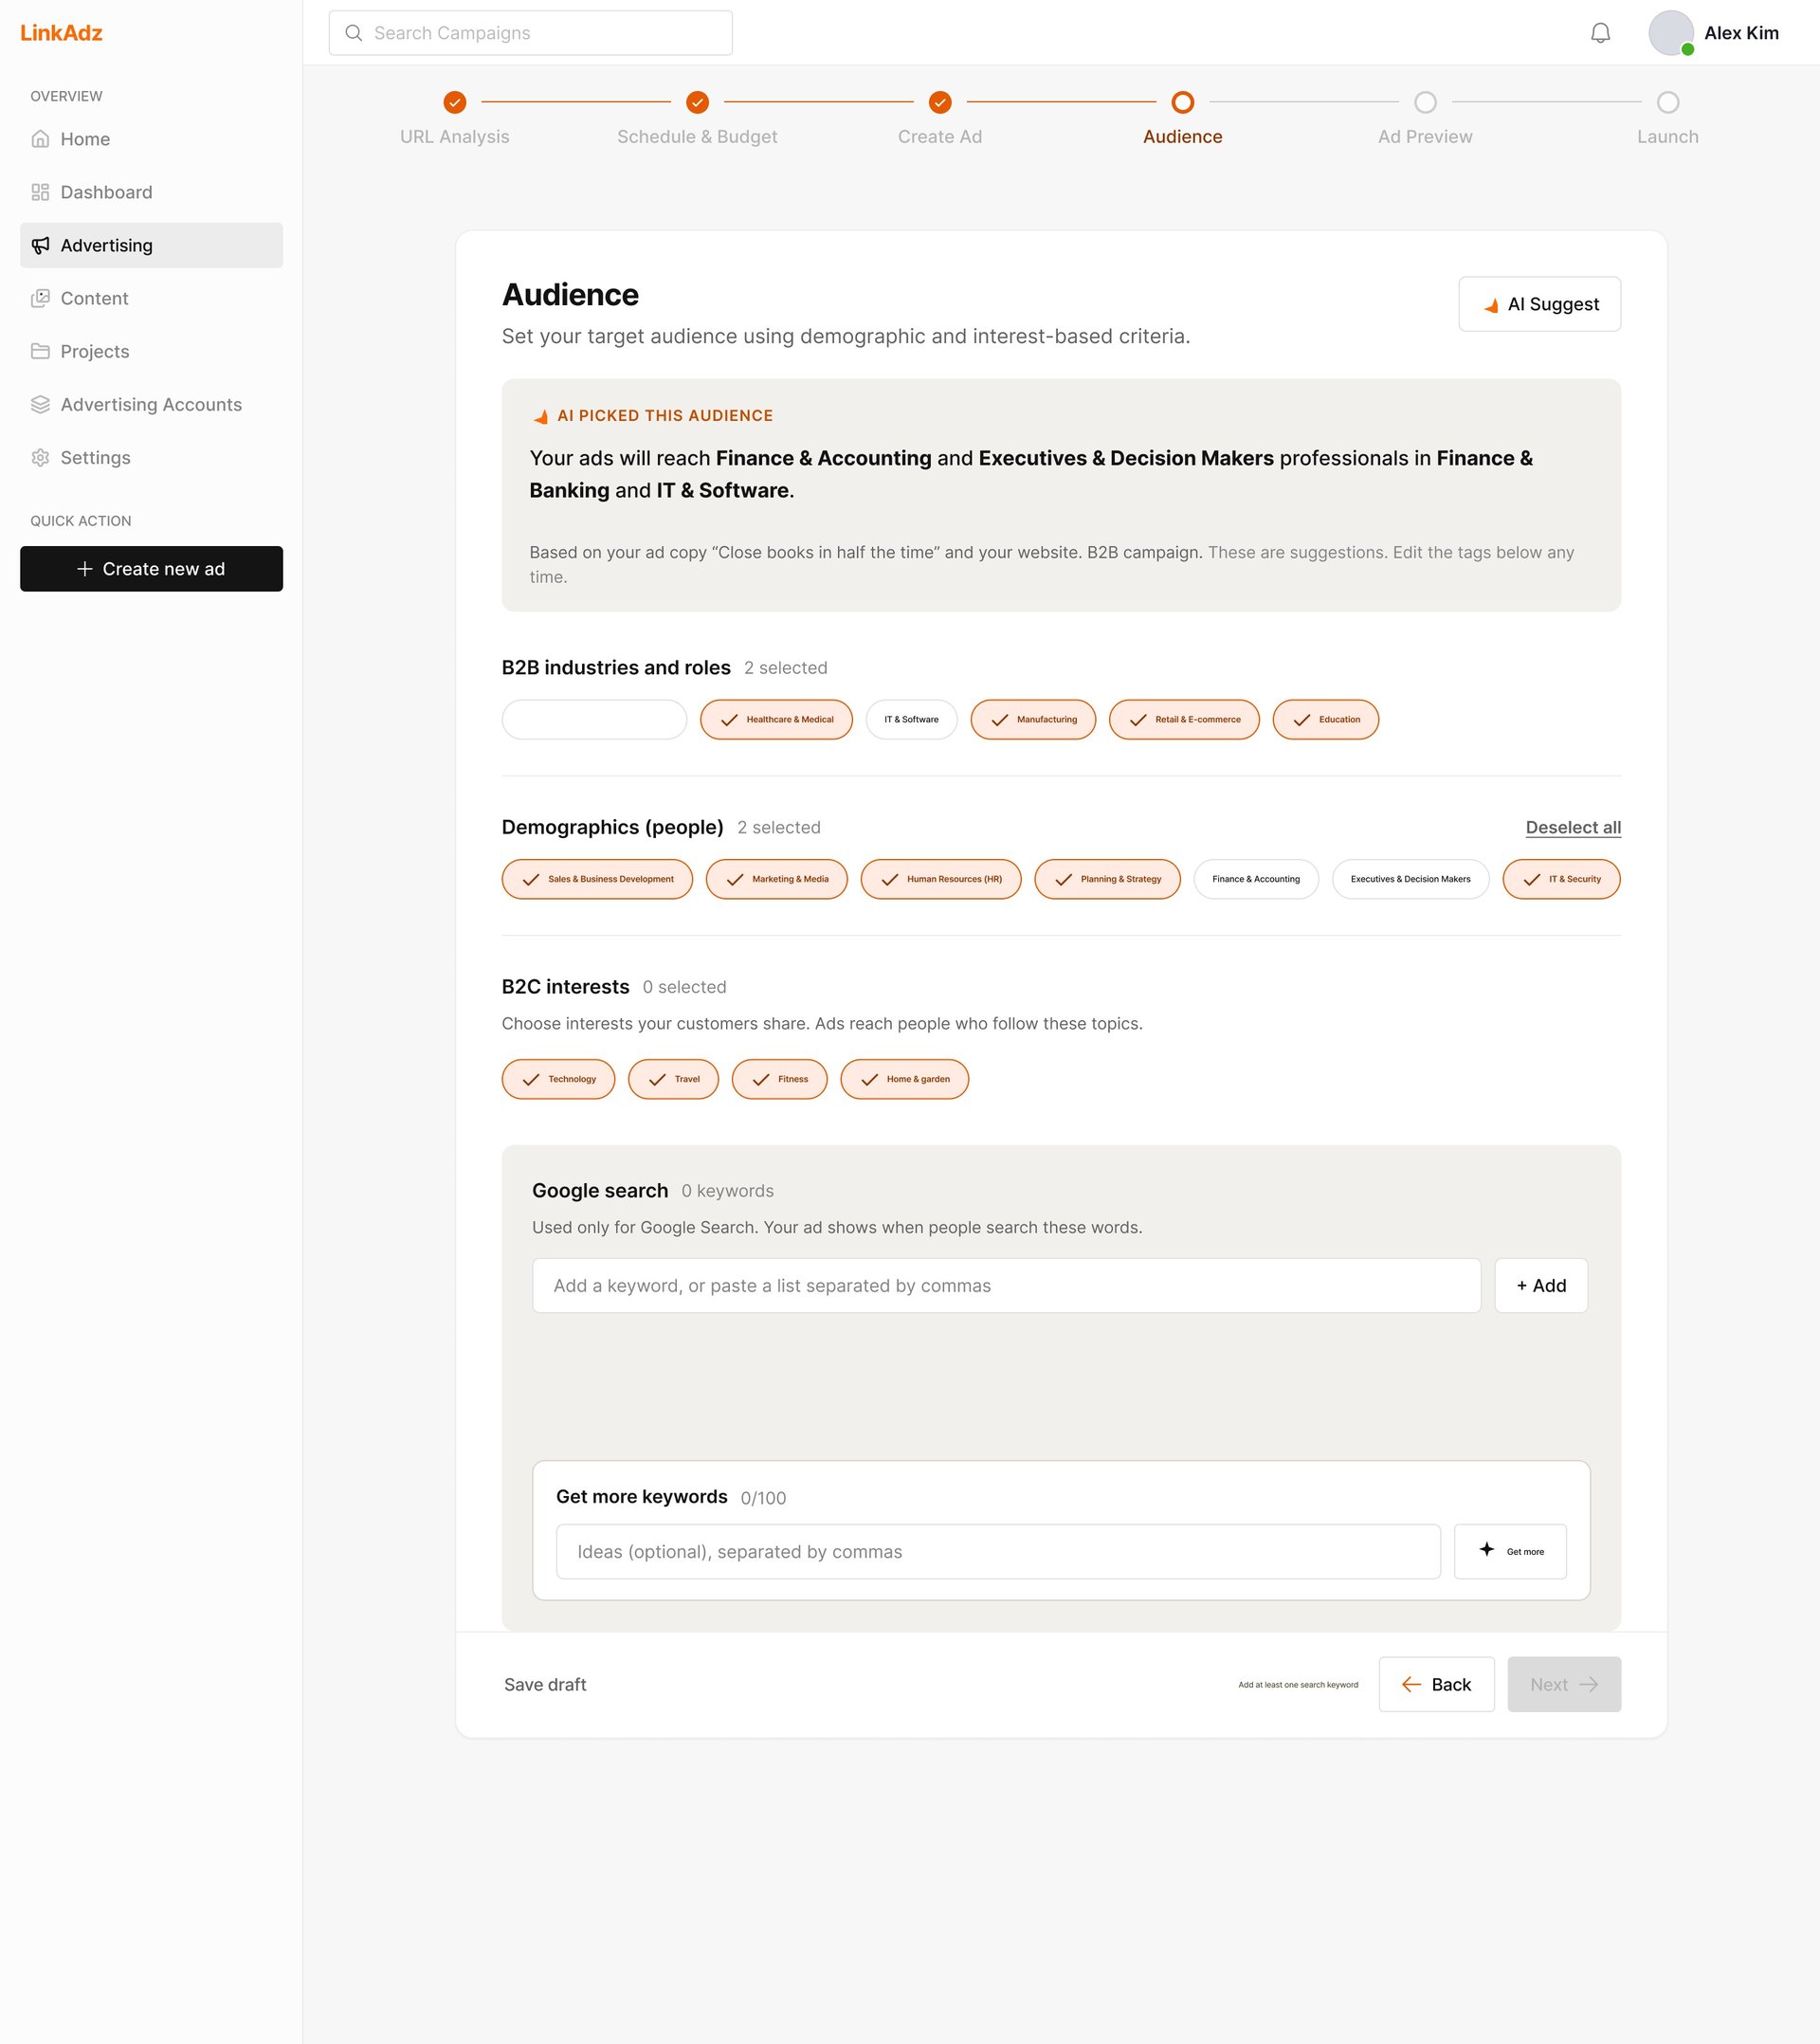 LinkAdz
Search Campaigns
Alex Kim
OVERVIEW
Home
Dashboard
Advertising
Content
Projects
Advertising Accounts
Settings
QUICK ACTION
Create new ad
URL Analysis
Schedule & Budget
Create Ad
Audience
Ad Preview
Launch
Audience
Set your target audience using demographic and interest-based criteria.
AI Suggest
AI PICKED THIS AUDIENCE
Your ads will reach Finance & Accounting and Executives & Decision Makers professionals in Finance &
Banking and IT & Software.
Based on your ad copy “Close books in half the time” and your website. B2B campaign. These are suggestions. Edit the tags below any
time.
B2B industries and roles 2 selected
Healthcare & Medical
IT & Software
Manufacturing
Retail & E-commerce
Education
Demographics (people) 2 selected
Deselect all
Sales & Business Development
Marketing & Media
Human Resources (HR)
Planning & Strategy
Finance & Accounting
Executives & Decision Makers
IT & Security
B2C interests 0 selected
Choose interests your customers share. Ads reach people who follow these topics.
Technology
Travel
Fitness
Home & garden
Google search 0 keywords
Used only for Google Search. Your ad shows when people search these words.
Add a keyword, or paste a list separated by commas
+ Add
Get more keywords 0/100
Ideas (optional), separated by commas
Get more
Save draft
Add at least one search keyword
Back
Next